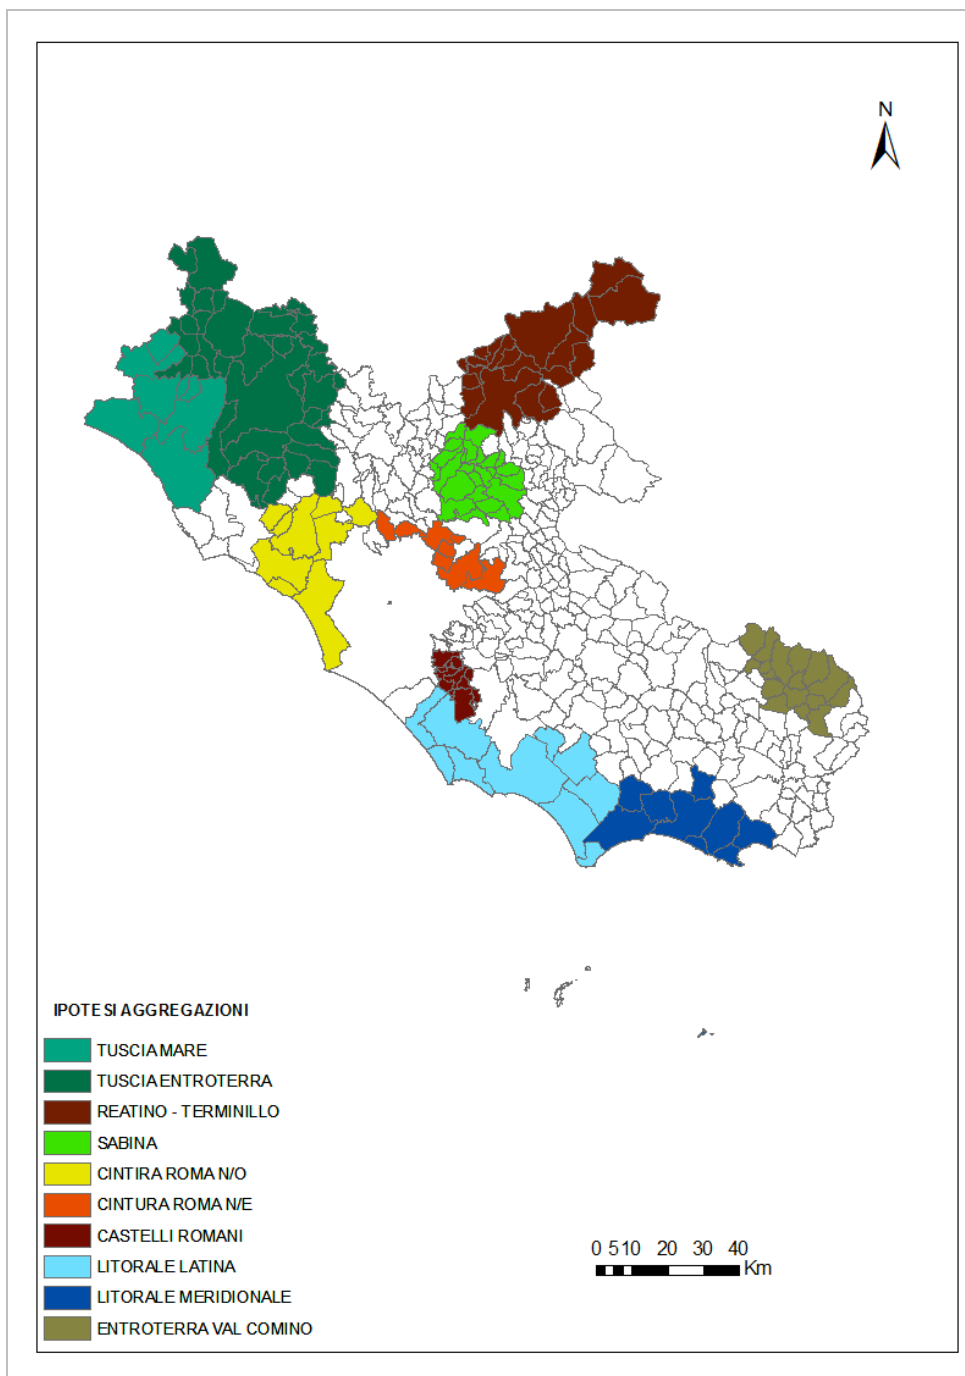 N
IPOTESI AGGREGAZIONI
TUSCIA MARE
TUSCIA ENTROTERRA
REATINO - TERMINILLO
SABINA
CINTIRA ROMA N/O
CINTURA ROMA N/E
CASTELLI ROMANI
LITORALE LATINA
LITORALE MERIDIONALE
ENTROTERRA VAL COMINO
0 5 10 20 30 40
Km